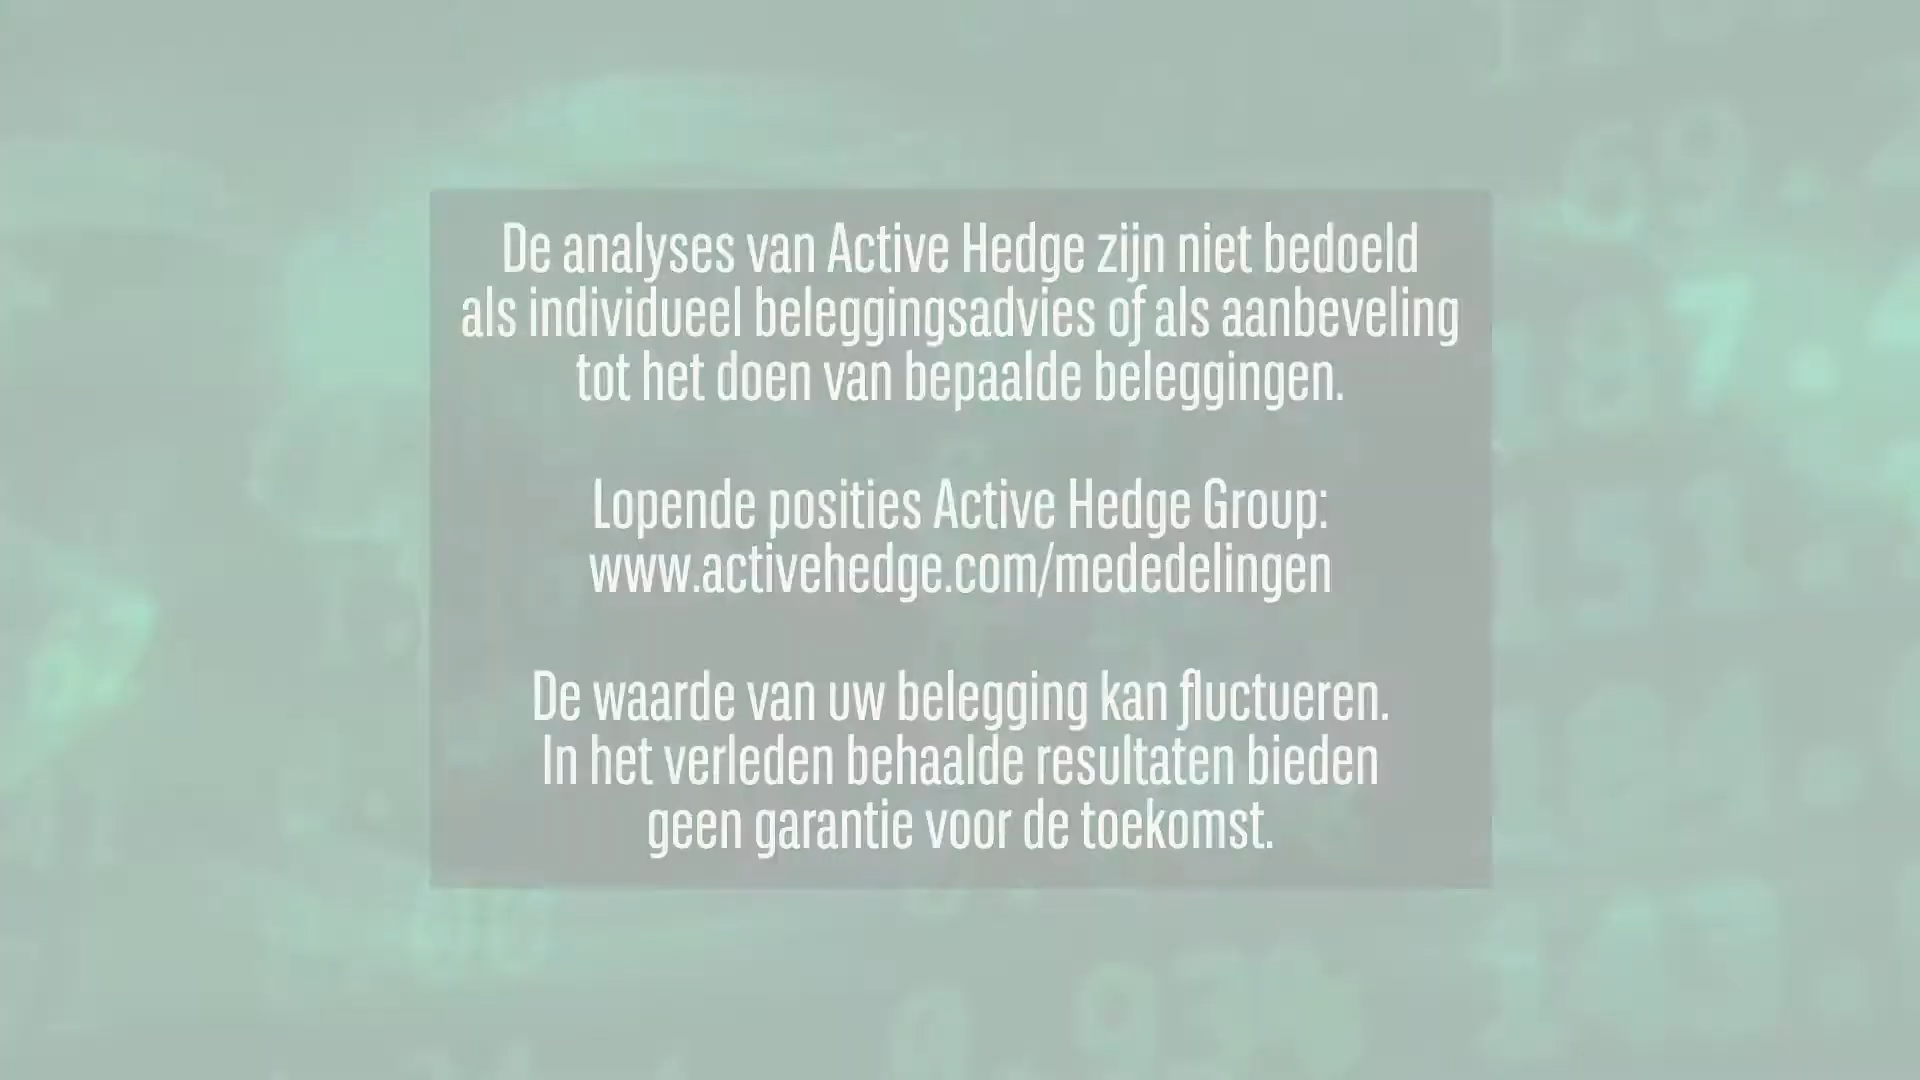 De analyses van Active Hedge zijn niet bedoeld
als individueel beleggingsadvies of als aanbeveling
tot het doen van bepaalde beleggingen.
Lopende posities Active Hedge Group:
www.activehedge.com/mededelingen
De waarde van uw belegging kan fluctueren.
In het verleden behaalde resultaten bieden
geen garantie voor de toekomst.